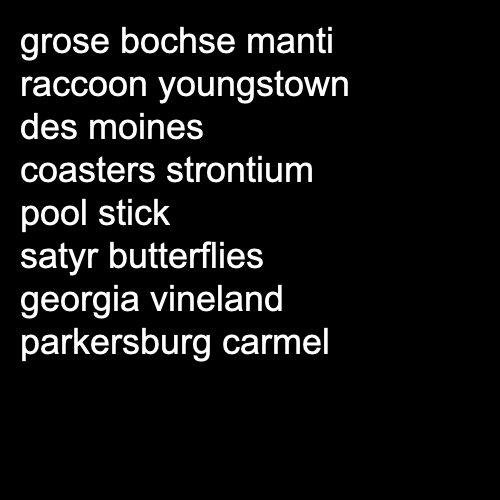 grose bochse manti
raccoon youngstown
des moines
coasters strontium
pool stick
satyr butterflies
georgia vineland
parkersburg carmel